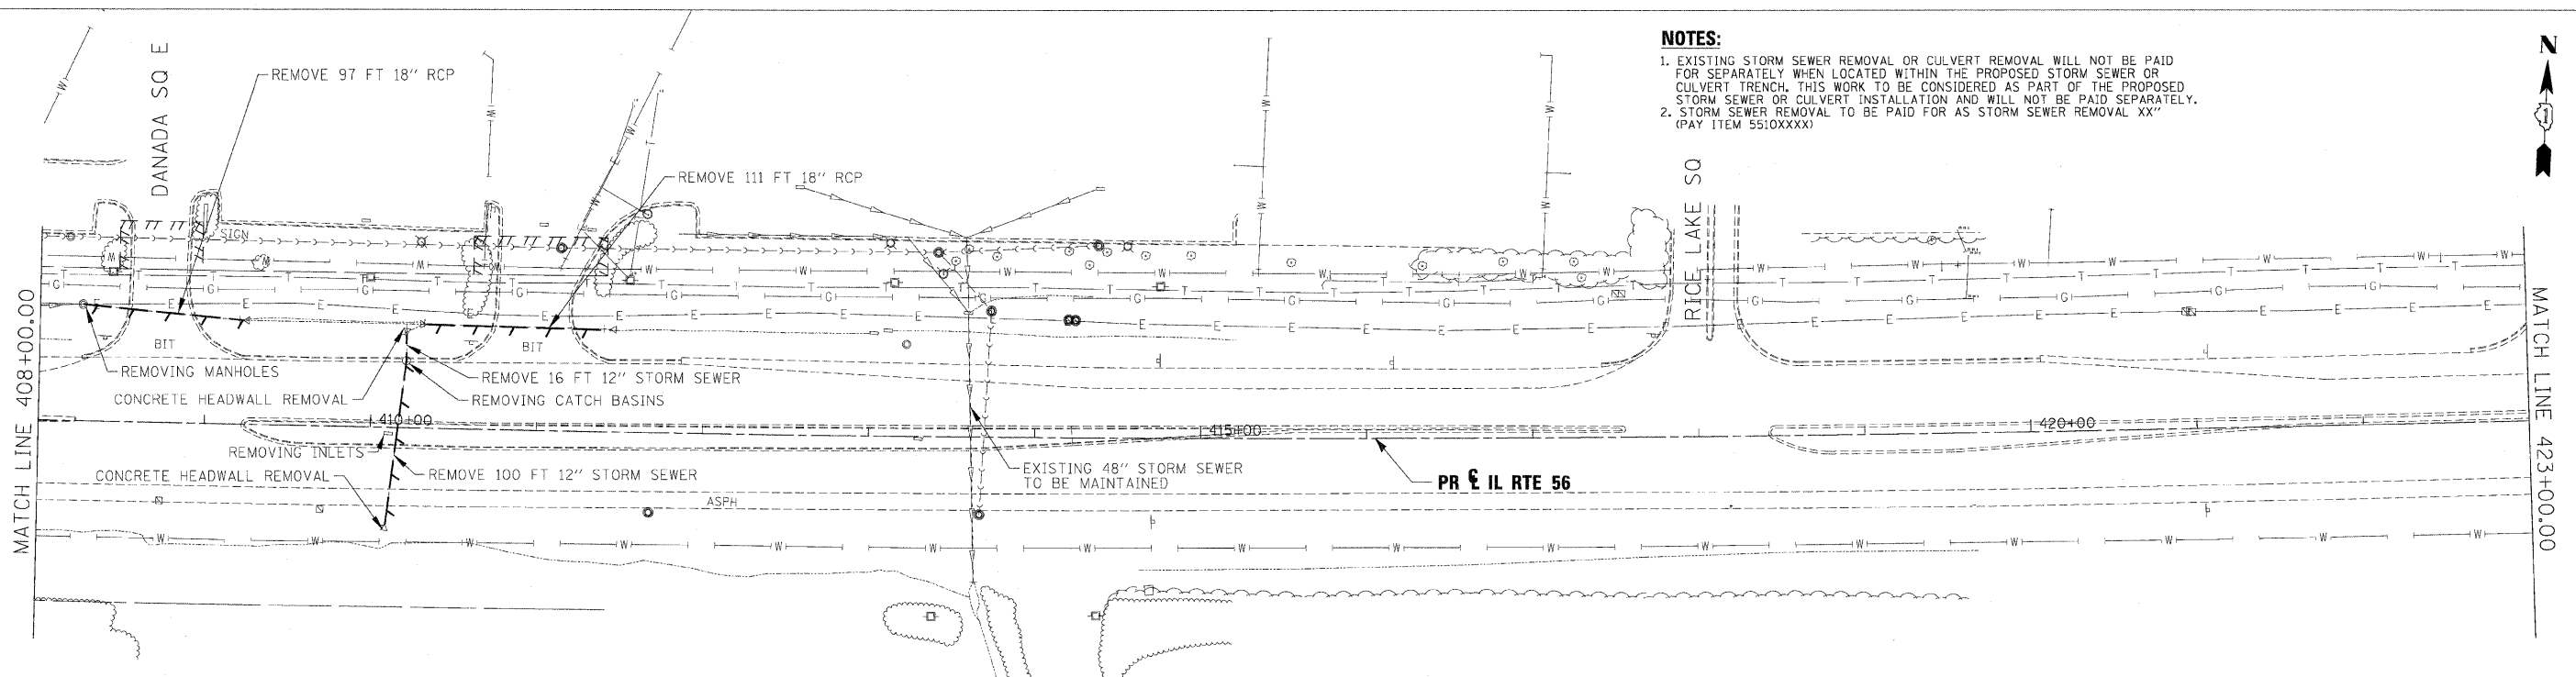 NOTES:
1. EXISTING STORM SEWER REMOVAL OR CULVERT REMOVAL WILL NOT BE PAID
FOR SEPARATELY WHEN LOCATED WITHIN THE PROPOSED STORM SEWER OR
CULVERT TRENCH. THIS WORK TO BE CONSIDERED AS PART OF THE PROPOSED
STORM SEWER OR CULVERT INSTALLATION AND WILL NOT BE PAID SEPARATELY.
2. STORM SEWER REMOVAL TO BE PAID FOR AS STORM SEWER REMOVAL XX"
(PAY ITEM 5510XXXX)
N
DANADA SQ E
REMOVE 97 FT 18" RCP
REMOVE 111 FT 18" RCP
RICE LAKE SQ
SIGN
BIT
BIT
REMOVING MANHOLES
REMOVE 16 FT 12" STORM SEWER
CONCRETE HEADWALL REMOVAL
REMOVING CATCH BASINS
410+00
415+00
420+00
REMOVING INLETS
CONCRETE HEADWALL REMOVAL
REMOVE 100 FT 12" STORM SEWER
EXISTING 48" STORM SEWER
TO BE MAINTAINED
PR ℄ IL RTE 56
ASPH
MATCH LINE 408+00.00
MATCH LINE 423+00.00